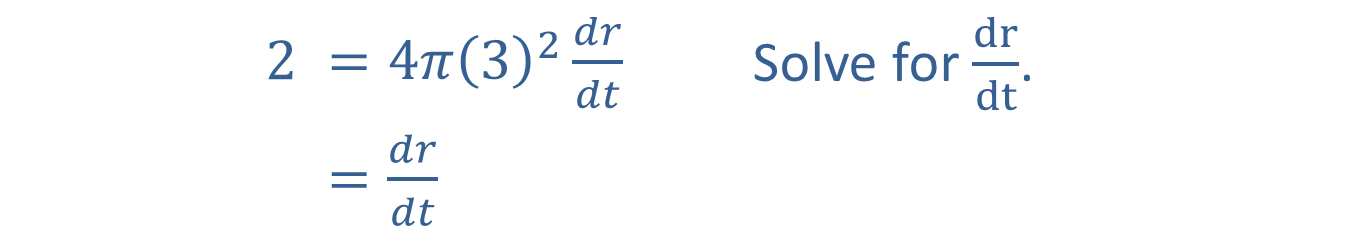 2 = 4π(3)² dr/dt Solve for dr/dt.
= dr/dt